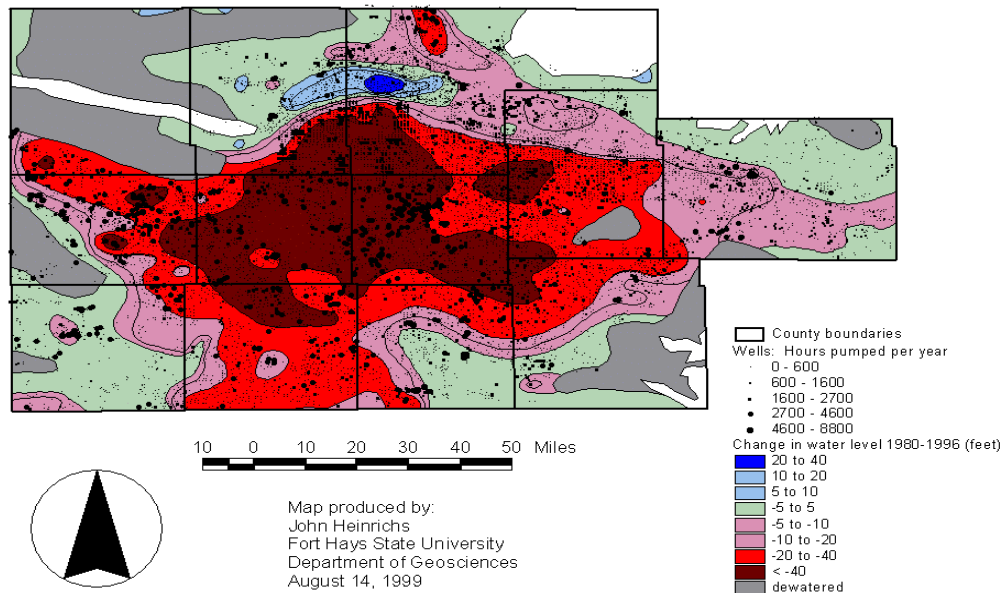 County boundaries
Wells: Hours pumped per year
0 - 600
600 - 1600
1600 - 2700
2700 - 4600
4600 - 8800
Change in water level 1980-1996 (feet)
20 to 40
10 to 20
5 to 10
-5 to 5
-5 to -10
-10 to -20
-20 to -40
< -40
dewatered
10 0 10 20 30 40 50 Miles
Map produced by:
John Heinrichs
Fort Hays State University
Department of Geosciences
August 14, 1999